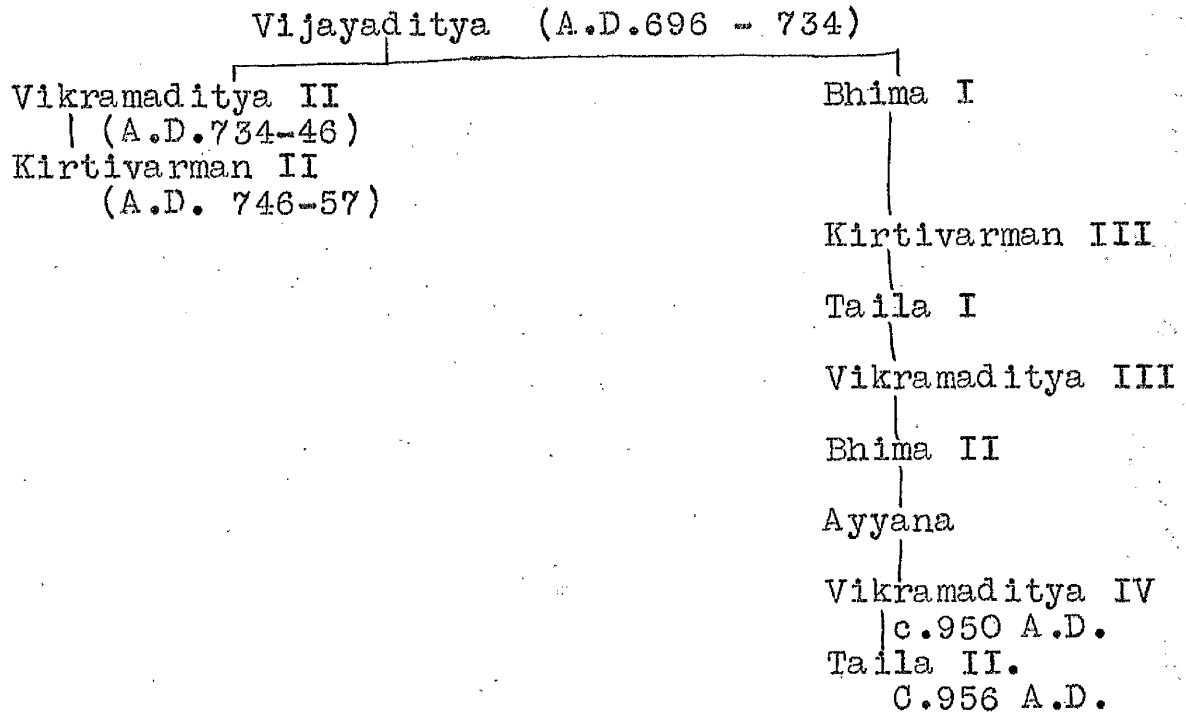 Vijayaditya (A.D.696 - 734)
Vikramaditya II
(A.D.734-46)
Kirtivarman II
(A.D. 746-57)
Bhima I
Kirtivarman III
Taila I
Vikramaditya III
Bhima II
Ayyana
Vikramaditya IV
c.950 A.D.
Taila II.
C.956 A.D.